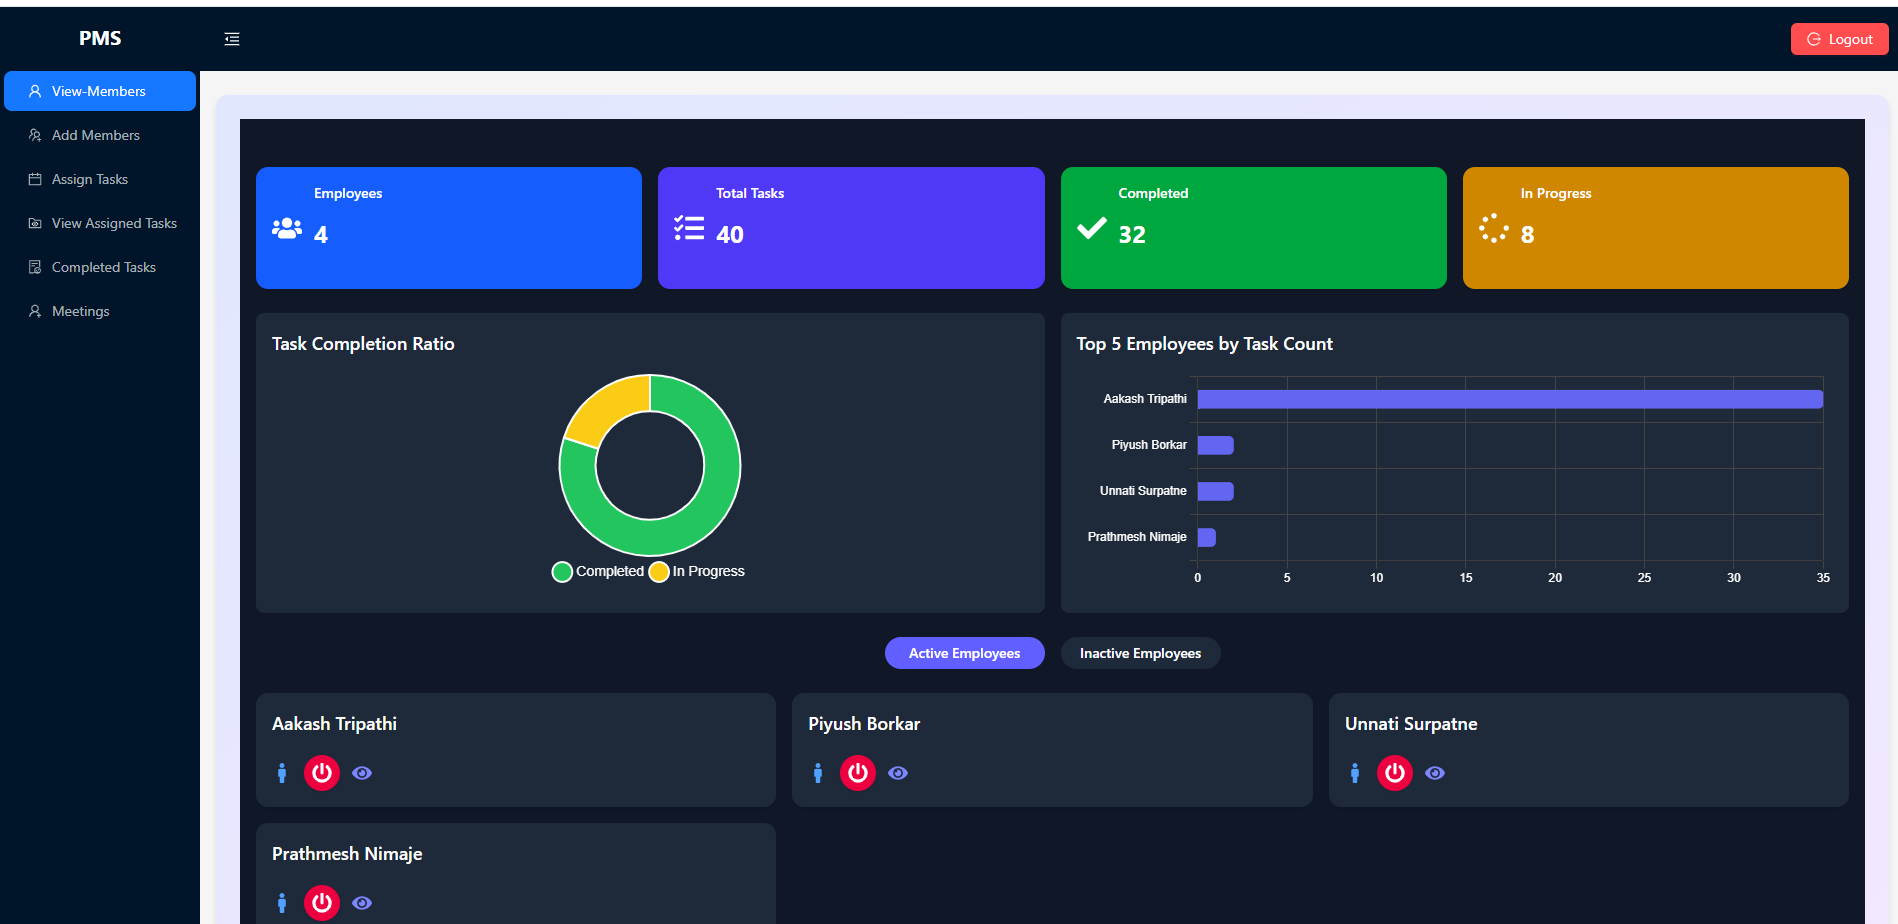 PMS
Logout
View-Members
Add Members
Assign Tasks
View Assigned Tasks
Completed Tasks
Meetings
Employees
4
Total Tasks
40
Completed
32
In Progress
8
Task Completion Ratio
Completed In Progress
Top 5 Employees by Task Count
Aakash Tripathi
Piyush Borkar
Unnati Surpatne
Prathmesh Nimaje
0 5 10 15 20 25 30 35
Active Employees Inactive Employees
Aakash Tripathi
Piyush Borkar
Unnati Surpatne
Prathmesh Nimaje